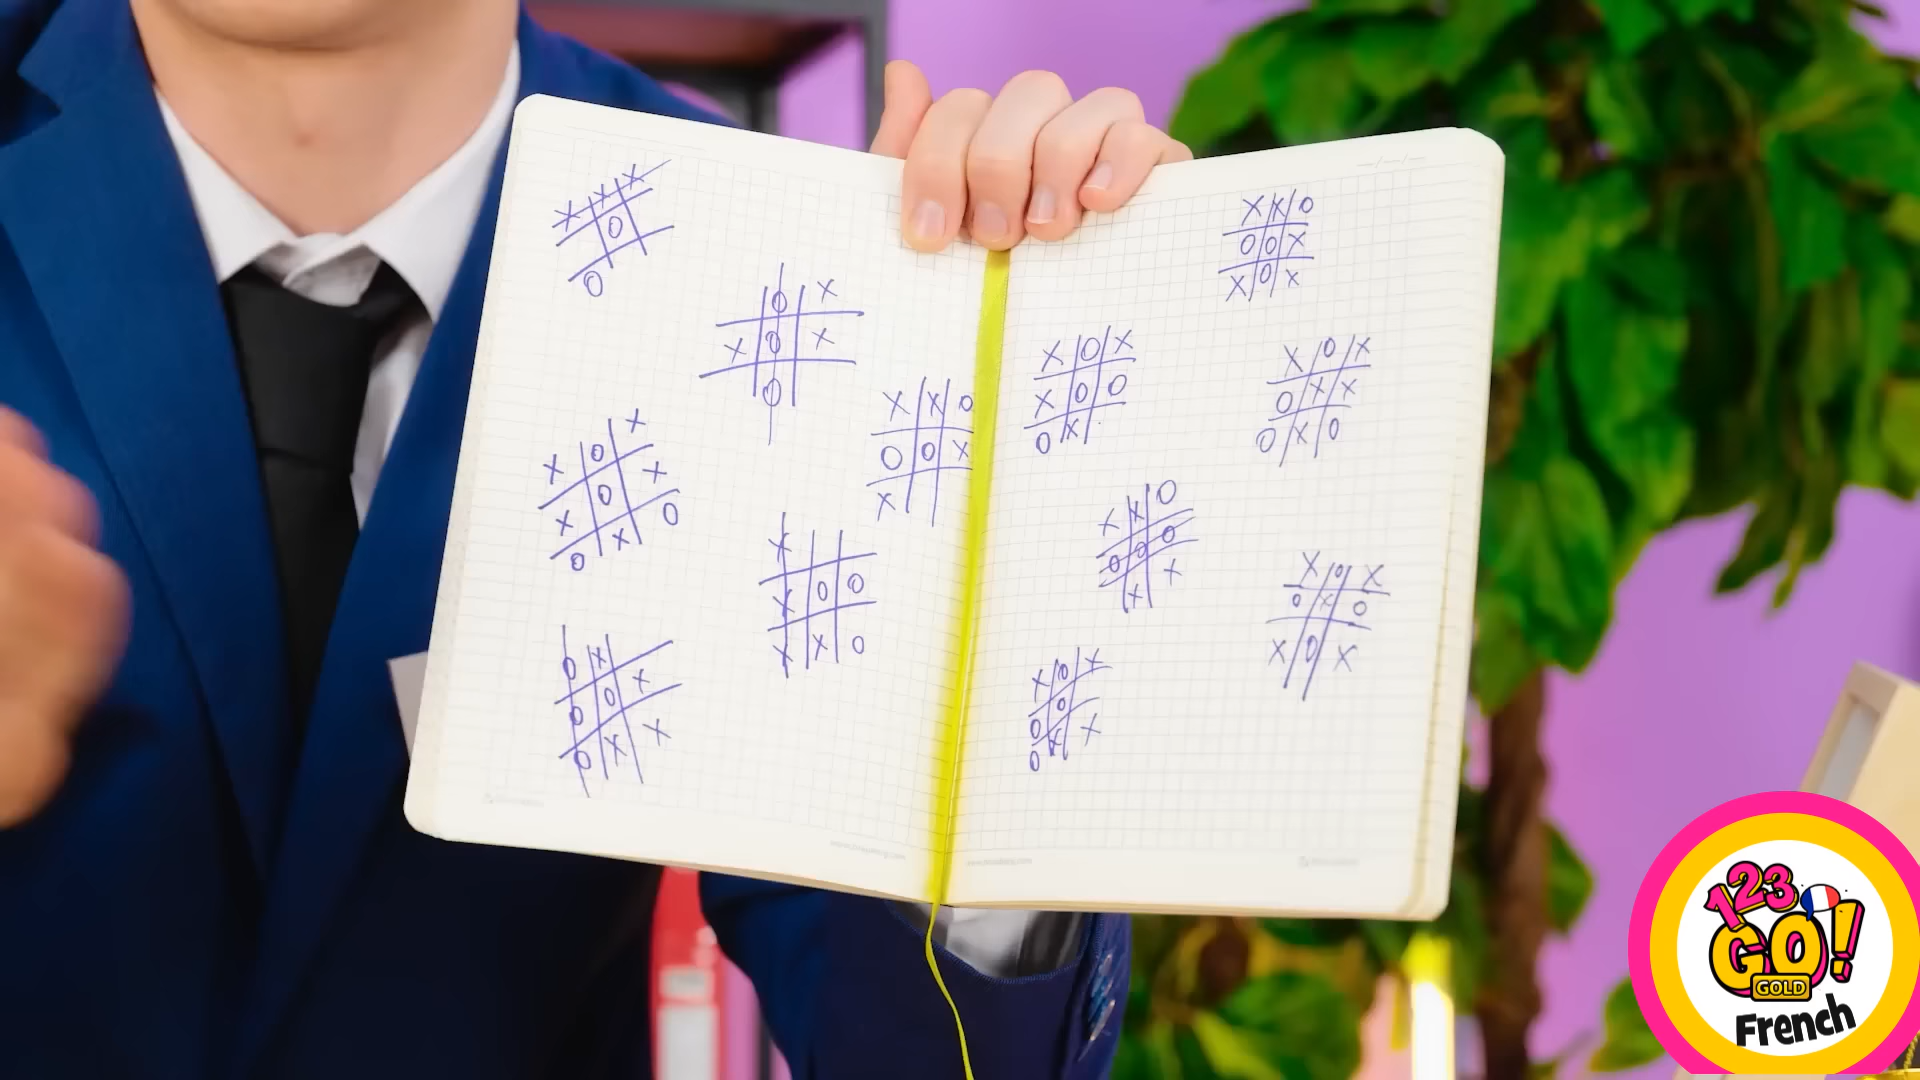 X X X
O
O
O X
X O X
O
X X O
O O X
X
X O X
X O X
O X O
X
X O O
X X O
O X
O O X
O X X
X X O
O O X
X O X
X O X
X O O
O X
X O X
O X X
O X O
X X O
O O O
X X
X O X
O X O
X O X
X O X
O O
O X X
123
GO!
GOLD
French